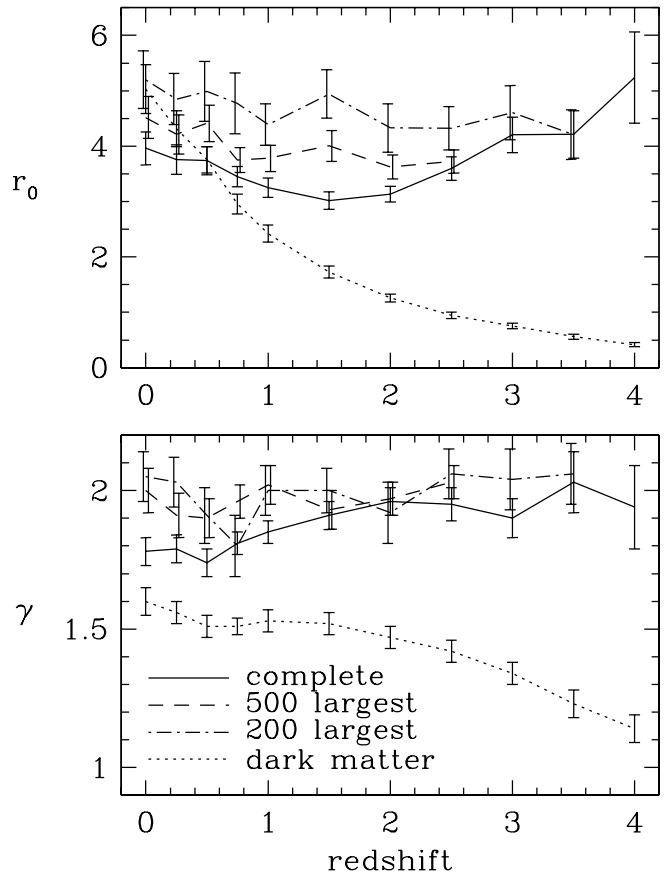 6
4
r0
2
0
0 1 2 3 4
2
γ
1.5
complete
500 largest
200 largest
dark matter
1
0 1 2 3 4
redshift